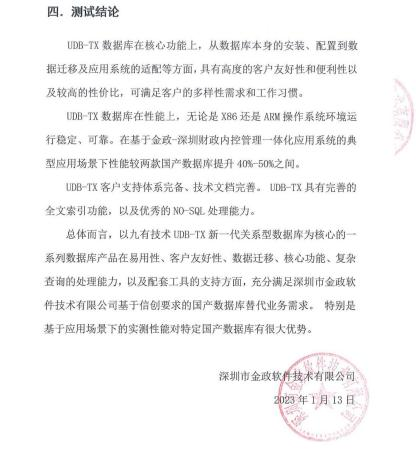 四．测试结论
UDB-TX 数据库在核心功能上，从数据库本身的安装、配置到数
据迁移及应用系统的适配等方面，具有高度的客户友好性和便利性以
及较高的性价比，可满足客户的多样性需求和工作习惯。
UDB-TX 数据库在性能上，无论是 X86 还是 ARM 操作系统环境运
行稳定、可靠。在基于金政-深圳财政内控管理一体化应用系统的典
型应用场景下性能较两款国产数据库提升 40%-50%之间。
UDB-TX 客户支持体系完备、技术文档完善。 UDB-TX 具有完善的
全文索引功能，以及优秀的 NO-SQL 处理能力。
总体而言，以九有技术 UDB-TX 新一代关系型数据库为核心的一
系列数据库产品在易用性、客户友好性、数据迁移、核心功能、复杂
查询的处理能力，以及配套工具的支持方面，充分满足深圳市金政软
件技术有限公司基于信创要求的国产数据库替代业务需求。 特别是
基于应用场景下的实测性能对特定国产数据库有很大优势。
深圳市金政软件技术有限公司
2023 年 1 月 13 日